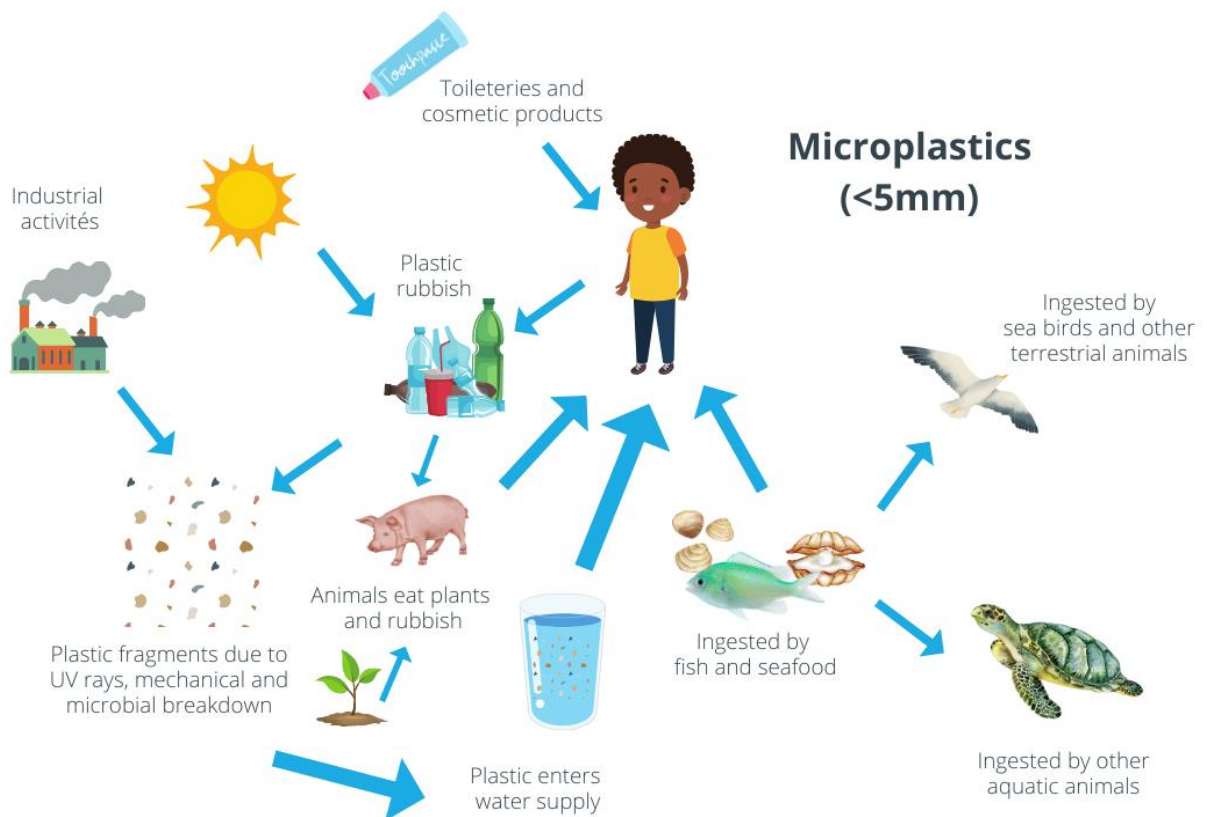 Toothpaste
Toileteries and
cosmetic products
Microplastics
(<5mm)
Industrial
activités
Plastic
rubbish
Ingested by
sea birds and other
terrestrial animals
Animals eat plants
and rubbish
Plastic fragments due to
UV rays, mechanical and
microbial breakdown
Ingested by
fish and seafood
Plastic enters
water supply
Ingested by other
aquatic animals